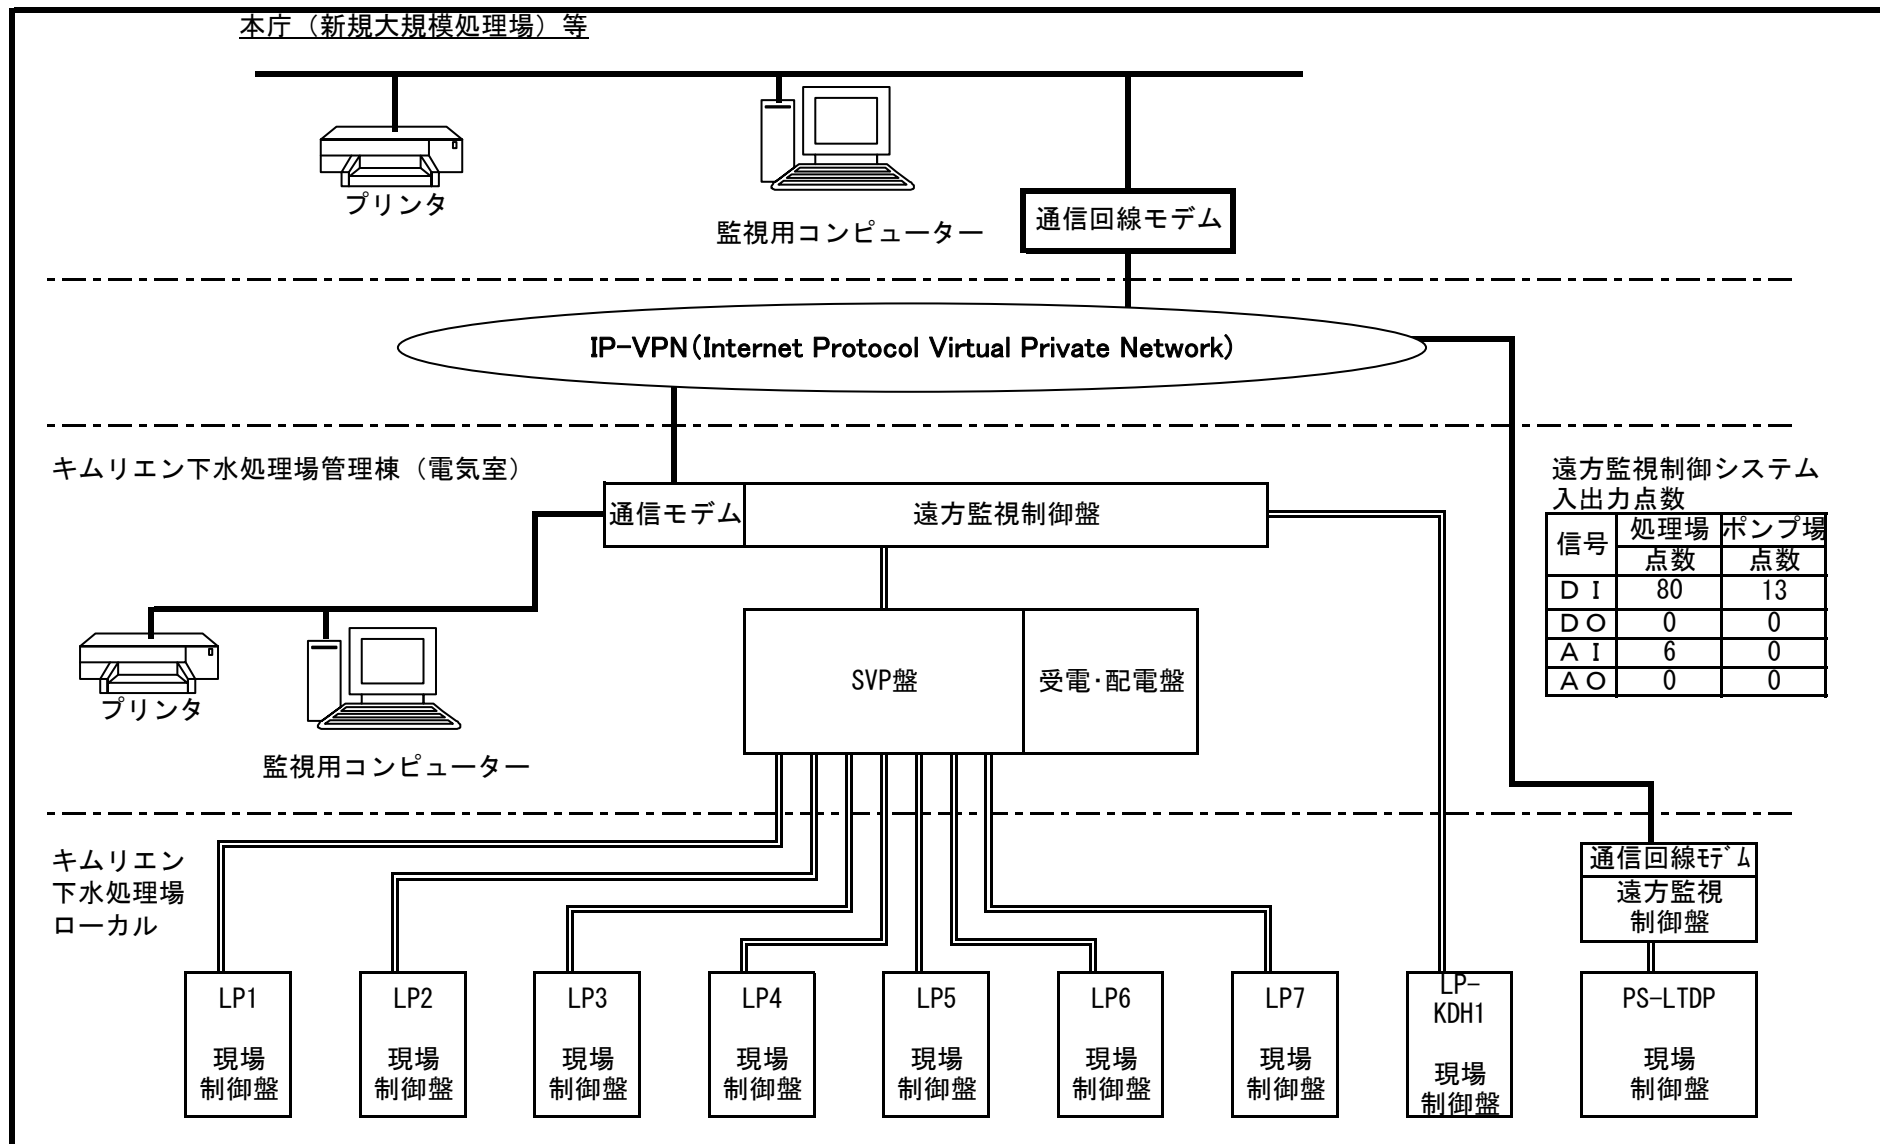 本庁（新規大規模処理場）等
プリンタ
監視用コンピューター
通信回線モデム
IP-VPN(Internet Protocol Virtual Private Network)
キムリエン下水処理場管理棟（電気室）
通信モデム
遠方監視制御盤
遠方監視制御システム
入出力点数
信号 処理場 ポンプ場
点数 点数
ＤＩ 80 13
ＤＯ 0 0
ＡＩ 6 0
ＡＯ 0 0
SVP盤
受電・配電盤
プリンタ
監視用コンピューター
キムリエン
下水処理場
ローカル
通信回線ﾓﾃﾞﾑ
遠方監視
制御盤
LP1
現場
制御盤
LP2
現場
制御盤
LP3
現場
制御盤
LP4
現場
制御盤
LP5
現場
制御盤
LP6
現場
制御盤
LP7
現場
制御盤
LP-
KDH1
現場
制御盤
PS-LTDP
現場
制御盤